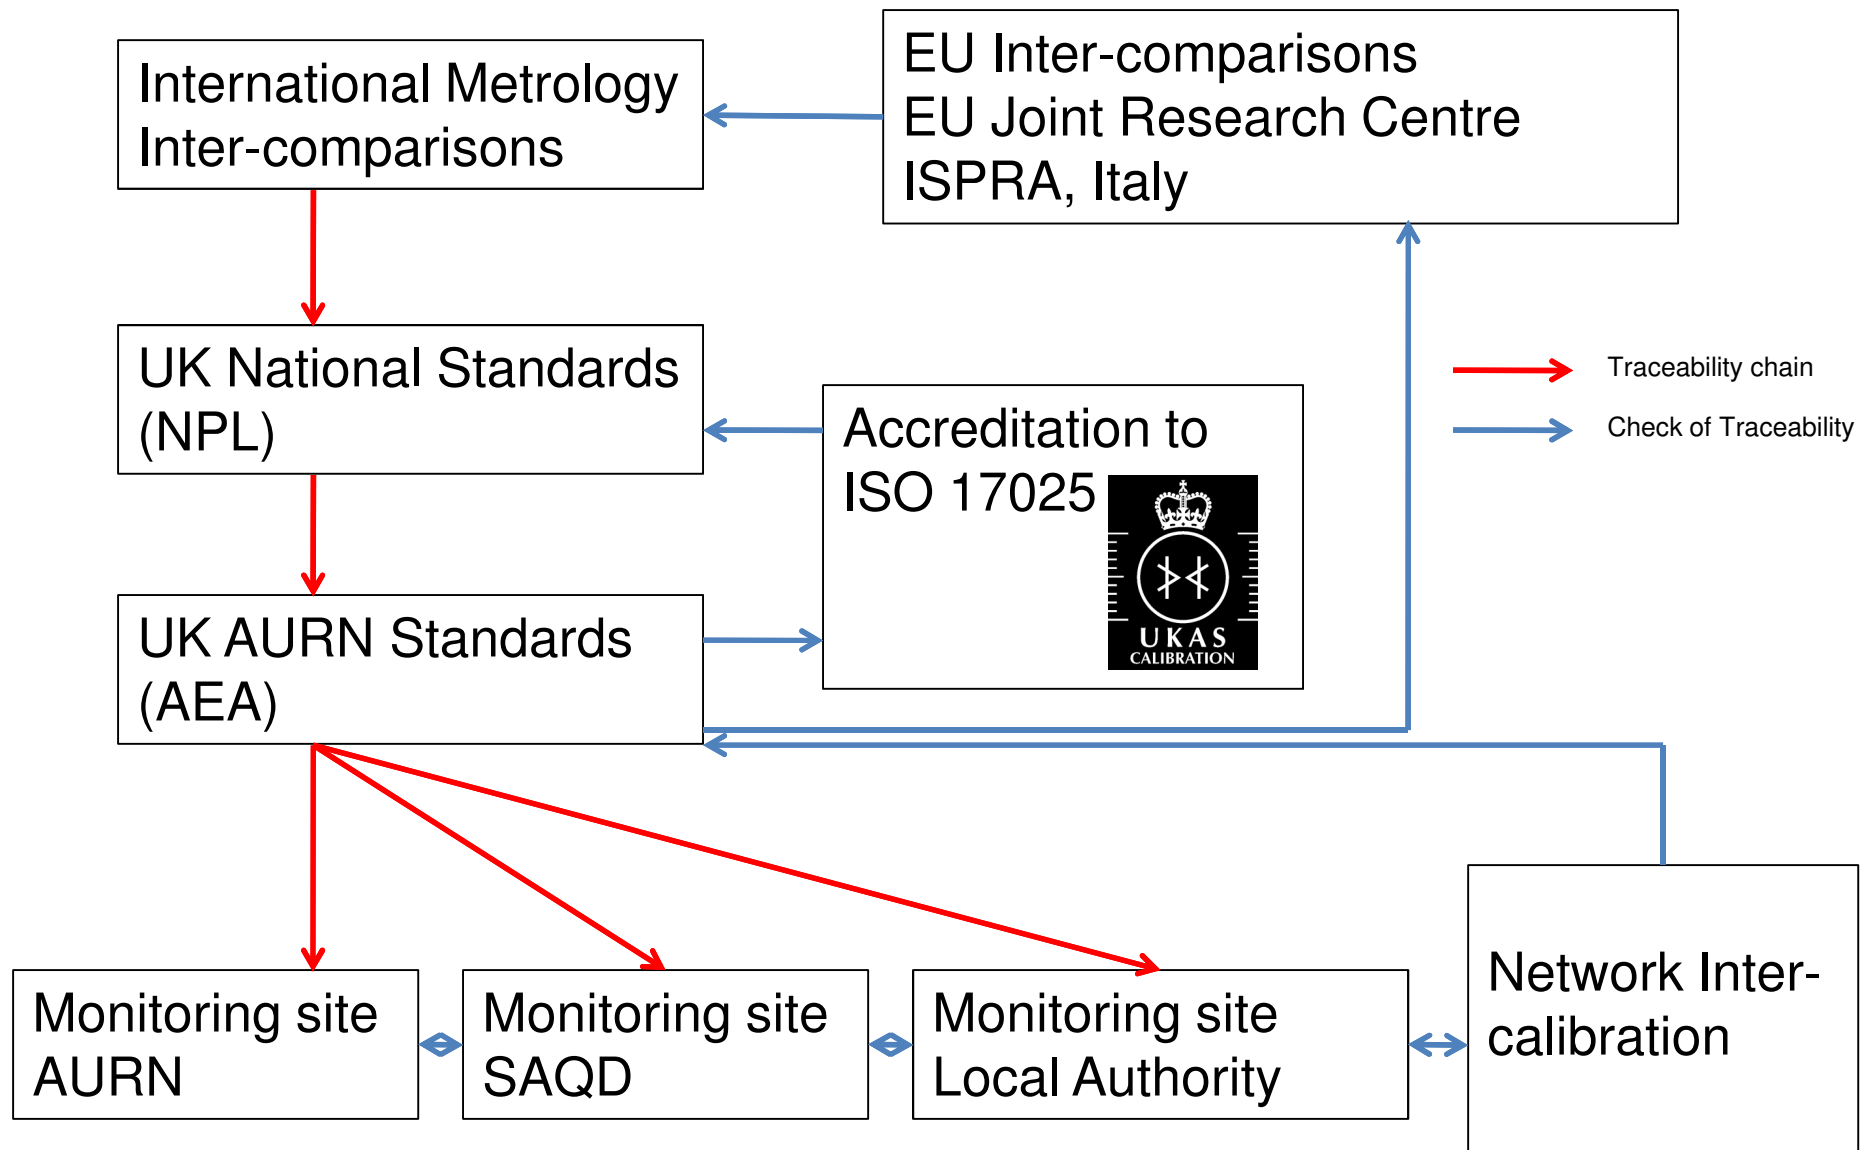 International Metrology
Inter-comparisons
EU Inter-comparisons
EU Joint Research Centre
ISPRA, Italy
UK National Standards
(NPL)
Accreditation to
ISO 17025
UKAS
CALIBRATION
Traceability chain
Check of Traceability
UK AURN Standards
(AEA)
Monitoring site
AURN
Monitoring site
SAQD
Monitoring site
Local Authority
Network Inter-
calibration